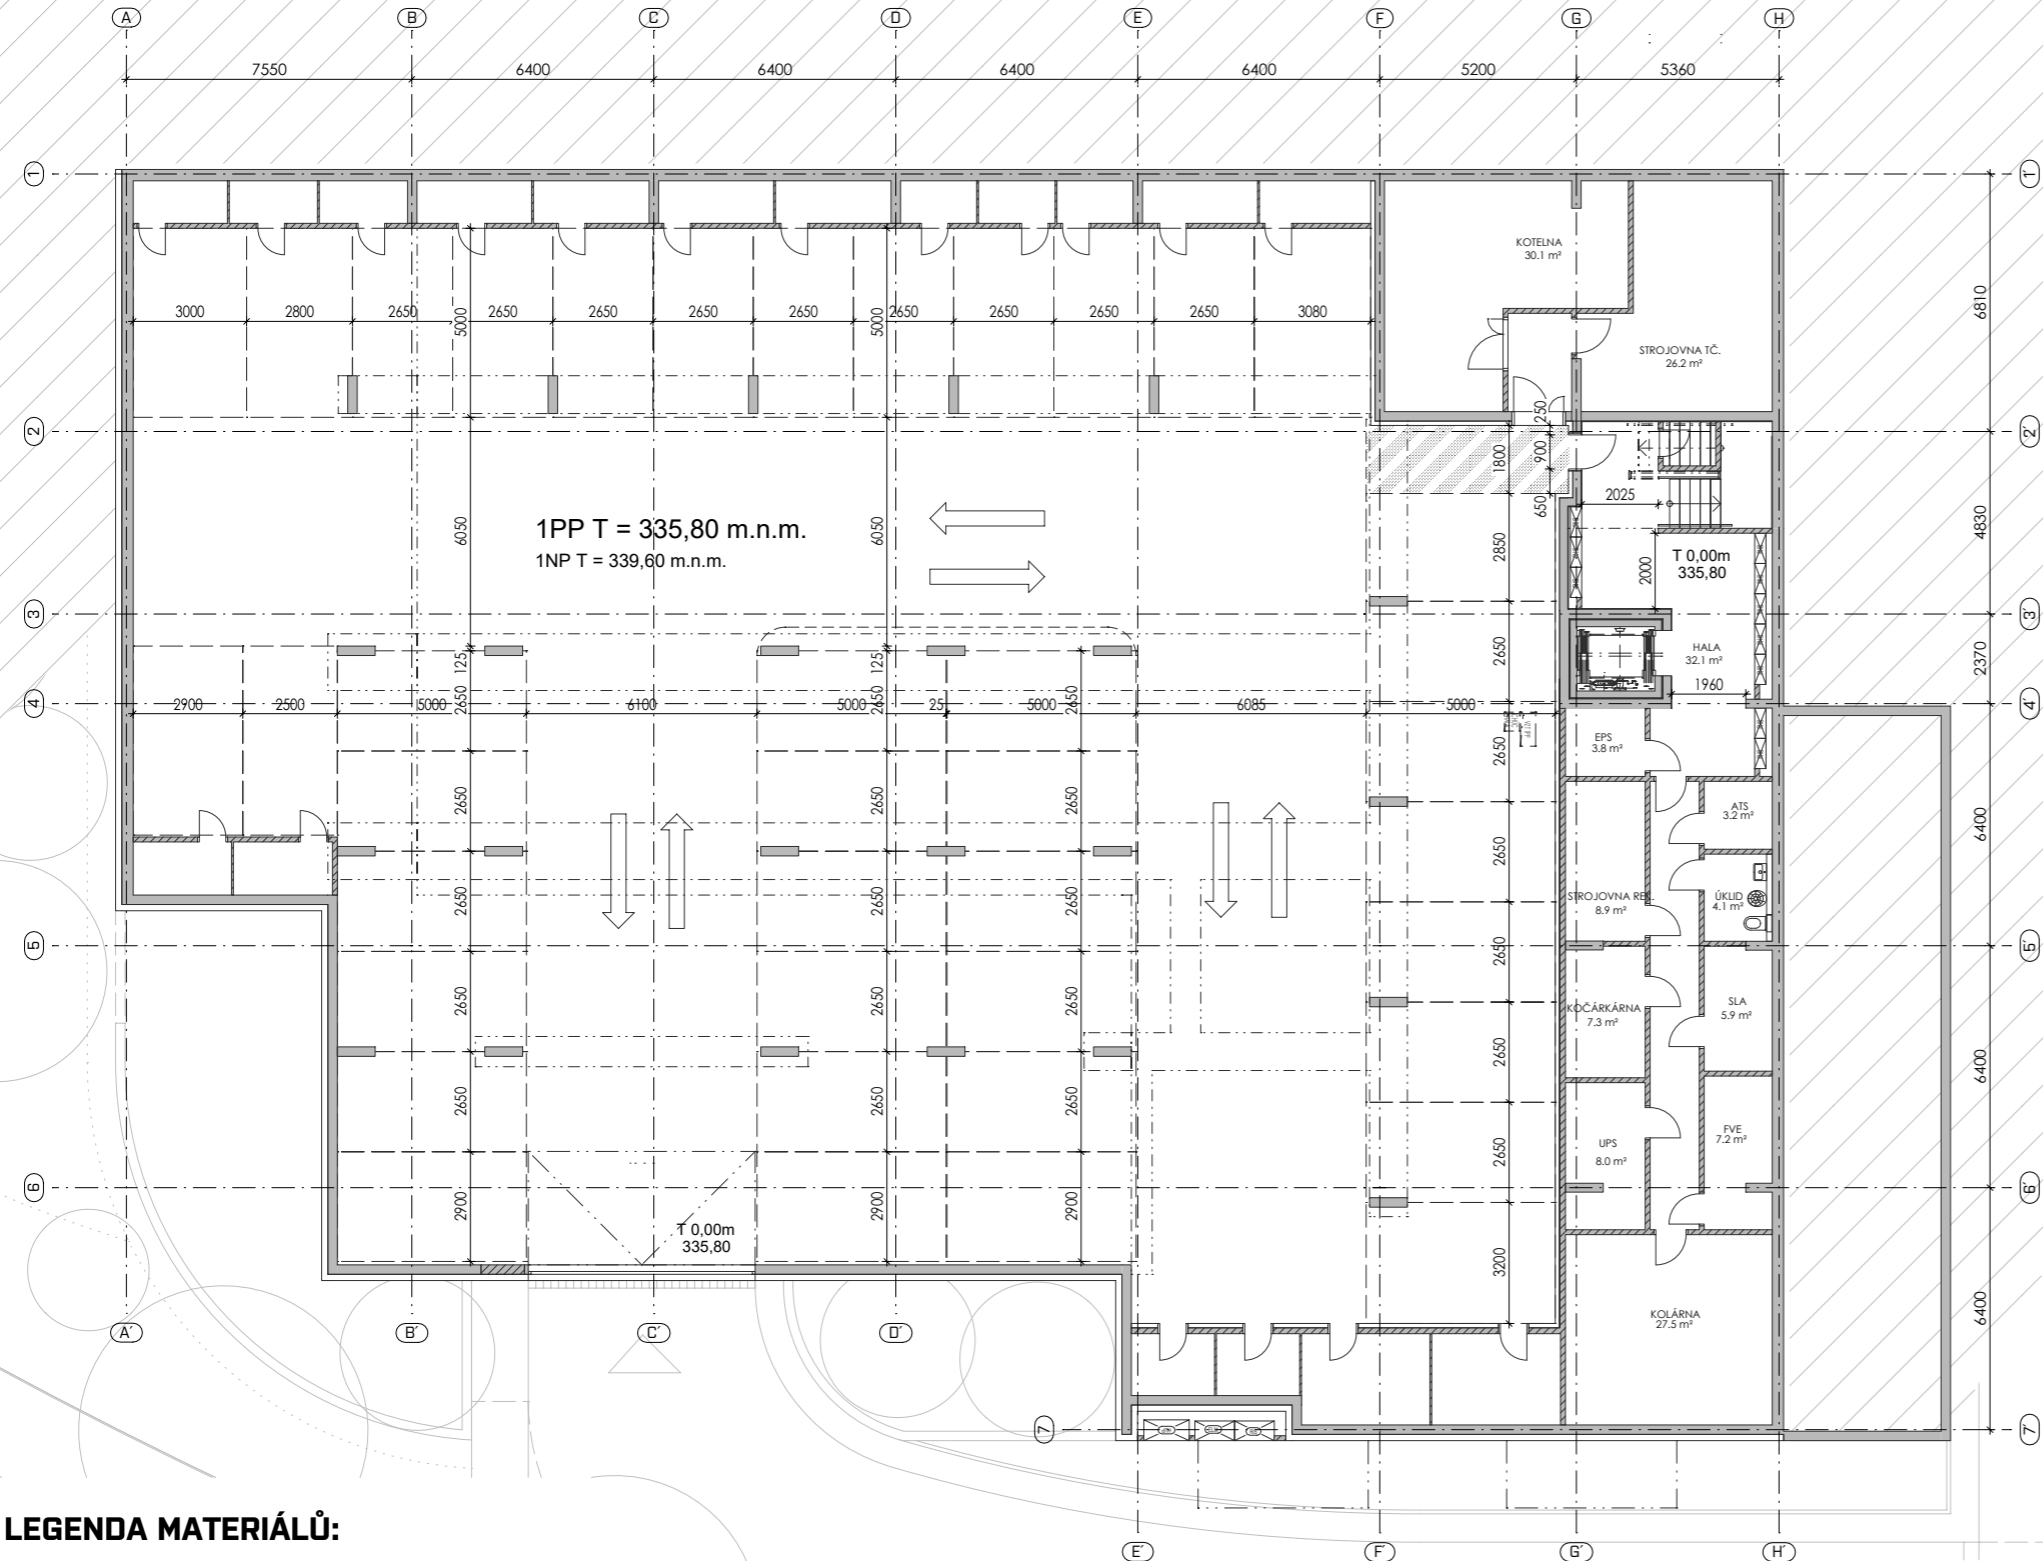 A B C D E F G H
7550 6400 6400 6400 6400 5200 5360
1 1'
KOTELNA
30.1 m²
6810
3000 2800 2650 2650 2650 2650 2650 2650 2650 2650 2650 3080
5000 5000
STROJOVNA TČ.
26.2 m²
250
2 2'
1800 900
2025
650
1PP T = 335,80 m.n.m.
1NP T = 339,60 m.n.m.
6050 6050
2850
4830
T 0,00m
335,80
2000
3 3'
125 125
2650
HALA
32.1 m²
2370
1960
4 4'
2900 2500 5000 6100 5000 25 5000 6085 5000
2650 2650 2650
EPS
3.8 m²
2650
2650 2650 2650
ATS
3.2 m²
2650
6400
2650 2650 2650
STROJOVNA RE
8.9 m²
ÚKLID
4.1 m²
5 5'
2650
2650 2650 2650
KOČÁRKÁRNA
7.3 m²
SLA
5.9 m²
2650
6400
2650 2650 2650
UPS
8.0 m²
FVE
7.2 m²
2650
6 6'
2900 2900 2900
T 0,00m
335,80
3200
KOLÁRNA
27.5 m²
6400
A' B' C' D'
7 7'
LEGENDA MATERIÁLŮ:
E' F' G' H'